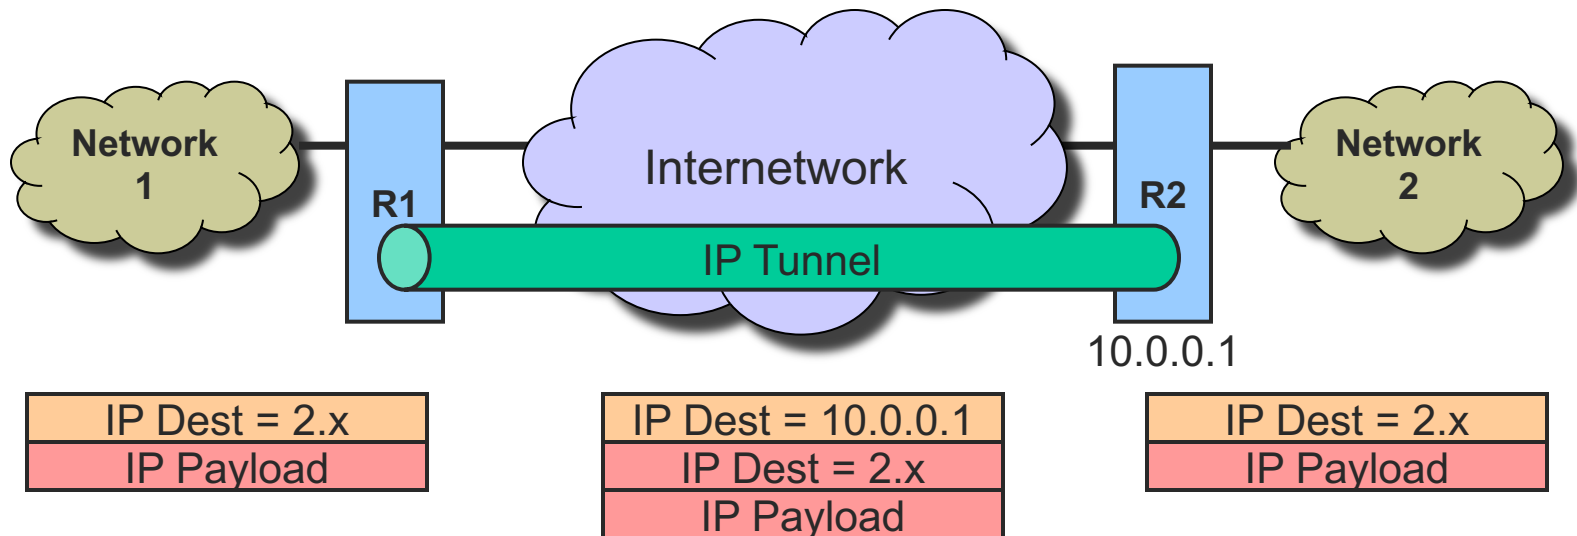 Network
1
R1
Internetwork
R2
Network
2
IP Tunnel
10.0.0.1
IP Dest = 2.x
IP Payload
IP Dest = 10.0.0.1
IP Dest = 2.x
IP Payload
IP Dest = 2.x
IP Payload